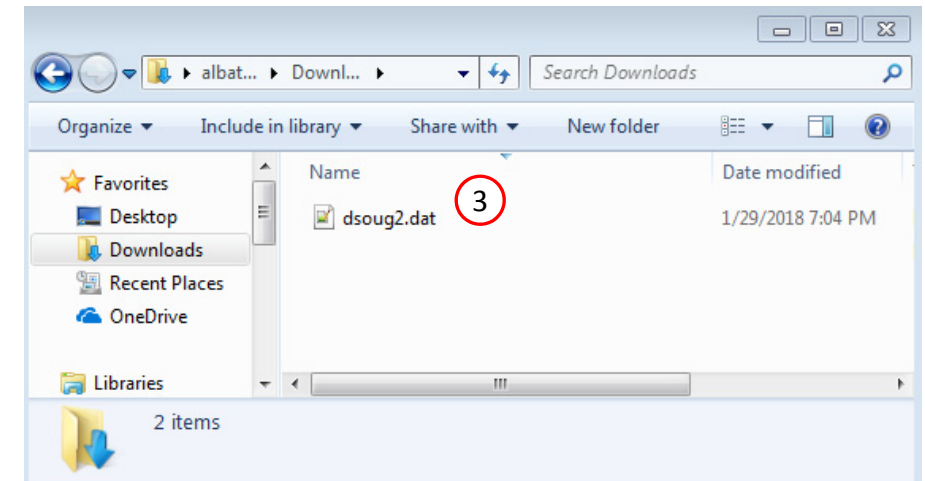 albat... Downl... Search Downloads
Organize Include in library Share with New folder
Favorites
Desktop
Downloads
Recent Places
OneDrive
Libraries
Name Date modified
dsoug2.dat 1/29/2018 7:04 PM
3
2 items